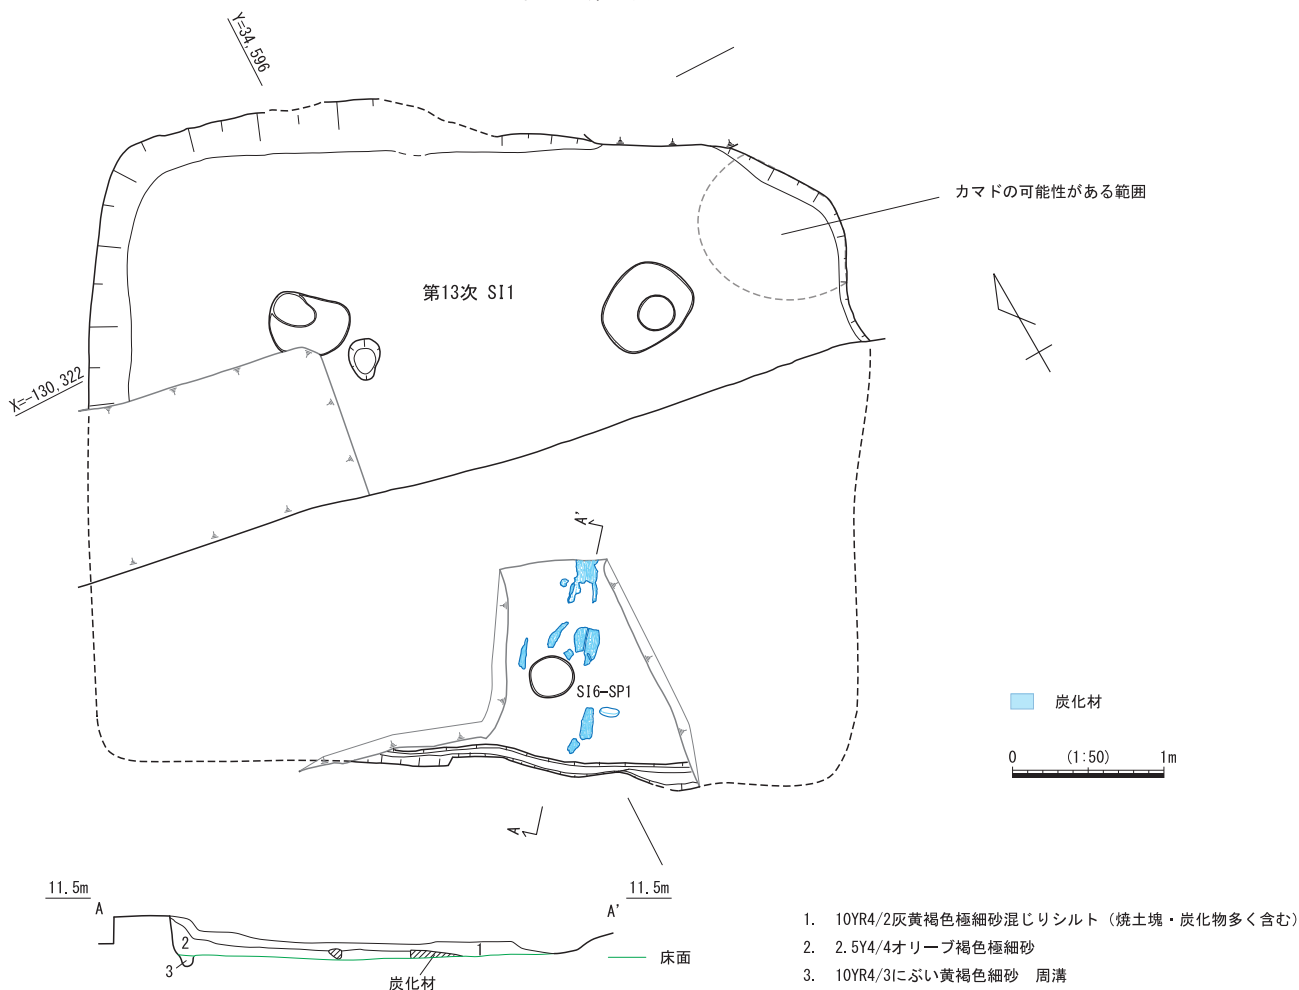 Y=34,596
カマドの可能性がある範囲
第13次 SI1
X=-130,322
A'
SI6-SP1
炭化材
0 (1:50) 1m
A
11.5m 11.5m
A A'
2 1 床面
3
炭化材
1. 10YR4/2灰黄褐色極細砂混じりシルト（焼土塊・炭化物多く含む）
2. 2.5Y4/4オリーブ褐色極細砂
3. 10YR4/3にぶい黄褐色細砂　周溝